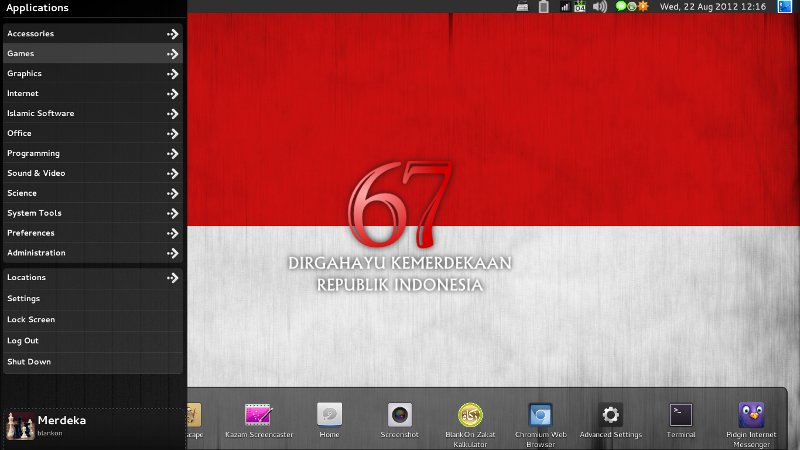 Applications
Wed, 22 Aug 2012 12:16
Accessories
Games
Graphics
Internet
Islamic Software
Office
Programming
Sound & Video
Science
System Tools
Preferences
Administration
Locations
Settings
Lock Screen
Log Out
Shut Down
Merdeka
blankon
67
DIRGAHAYU KEMERDEKAAN
REPUBLIK INDONESIA
scape
Kazam Screencaster
Home
Screenshot
BlankOn Zakat
Kalkulator
Chromium Web
Browser
Advanced Settings
Terminal
Pidgin Internet
Messenger